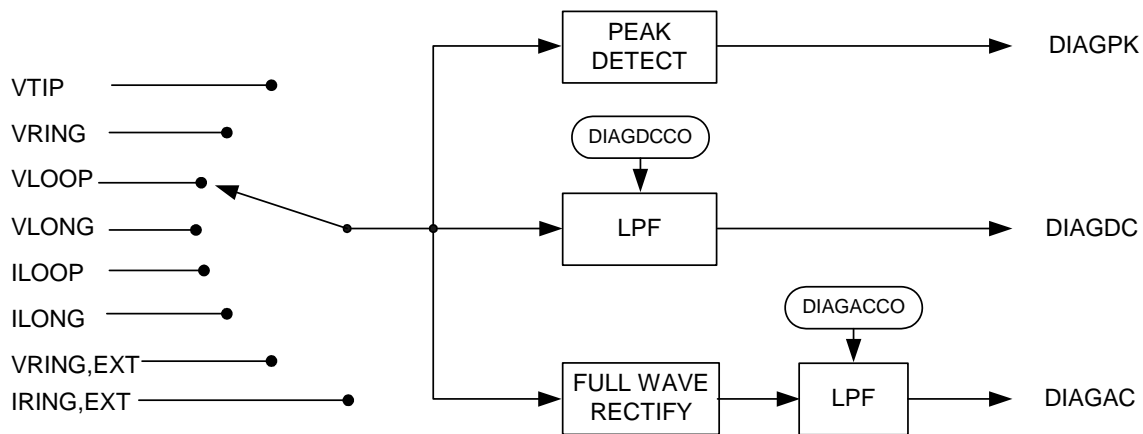 PEAK
DETECT
DIAGPK
VTIP
VRING
DIAGDCCO
VLOOP
VLONG
LPF
DIAGDC
ILOOP
ILONG
DIAGACCO
VRING,EXT
IRING,EXT
FULL WAVE
RECTIFY
LPF
DIAGAC